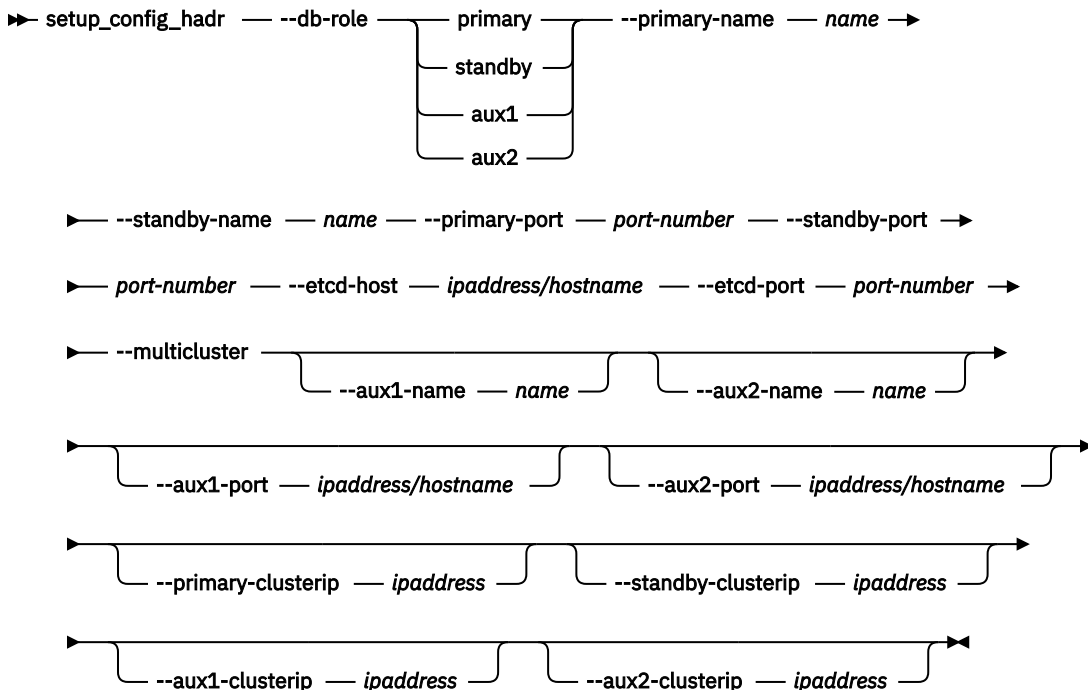 setup_config_hadr --db-role primary --primary-name name
standby
aux1
aux2
--standby-name name --primary-port port-number --standby-port
port-number --etcd-host ipaddress/hostname --etcd-port port-number
--multicluster
--aux1-name name --aux2-name name
--aux1-port ipaddress/hostname --aux2-port ipaddress/hostname
--primary-clusterip ipaddress --standby-clusterip ipaddress
--aux1-clusterip ipaddress --aux2-clusterip ipaddress